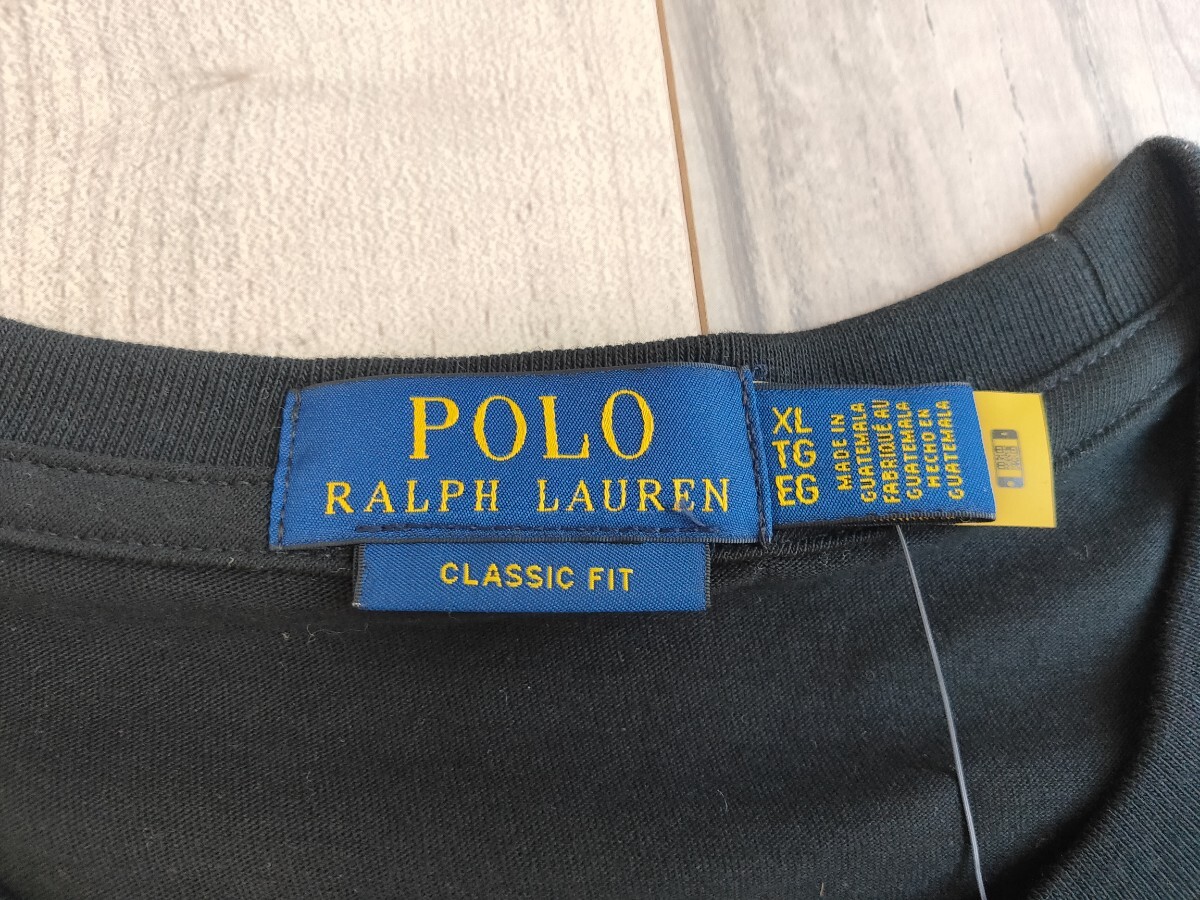 POLO
RALPH LAUREN
CLASSIC FIT
XL
TG
EG
MADE IN
GUATEMALA
FABRIQUÉ AU
GUATEMALA
HECHO EN
GUATEMALA